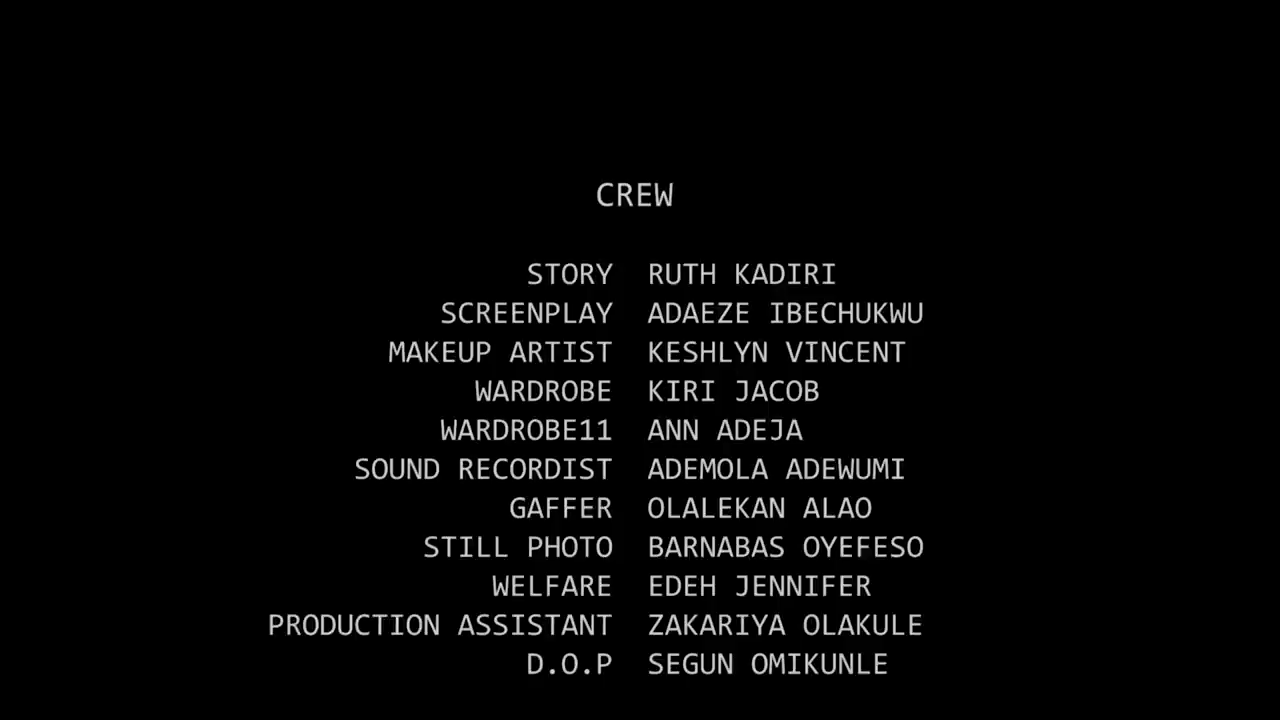 CREW
STORY RUTH KADIRI
SCREENPLAY ADAEZE IBECHUKWU
MAKEUP ARTIST KESHLYN VINCENT
WARDROBE KIRI JACOB
WARDROBE11 ANN ADEJA
SOUND RECORDIST ADEMOLA ADEWUMI
GAFFER OLALEKAN ALAO
STILL PHOTO BARNABAS OYEFESO
WELFARE EDEH JENNIFER
PRODUCTION ASSISTANT ZAKARIYA OLAKULE
D.O.P SEGUN OMIKUNLE